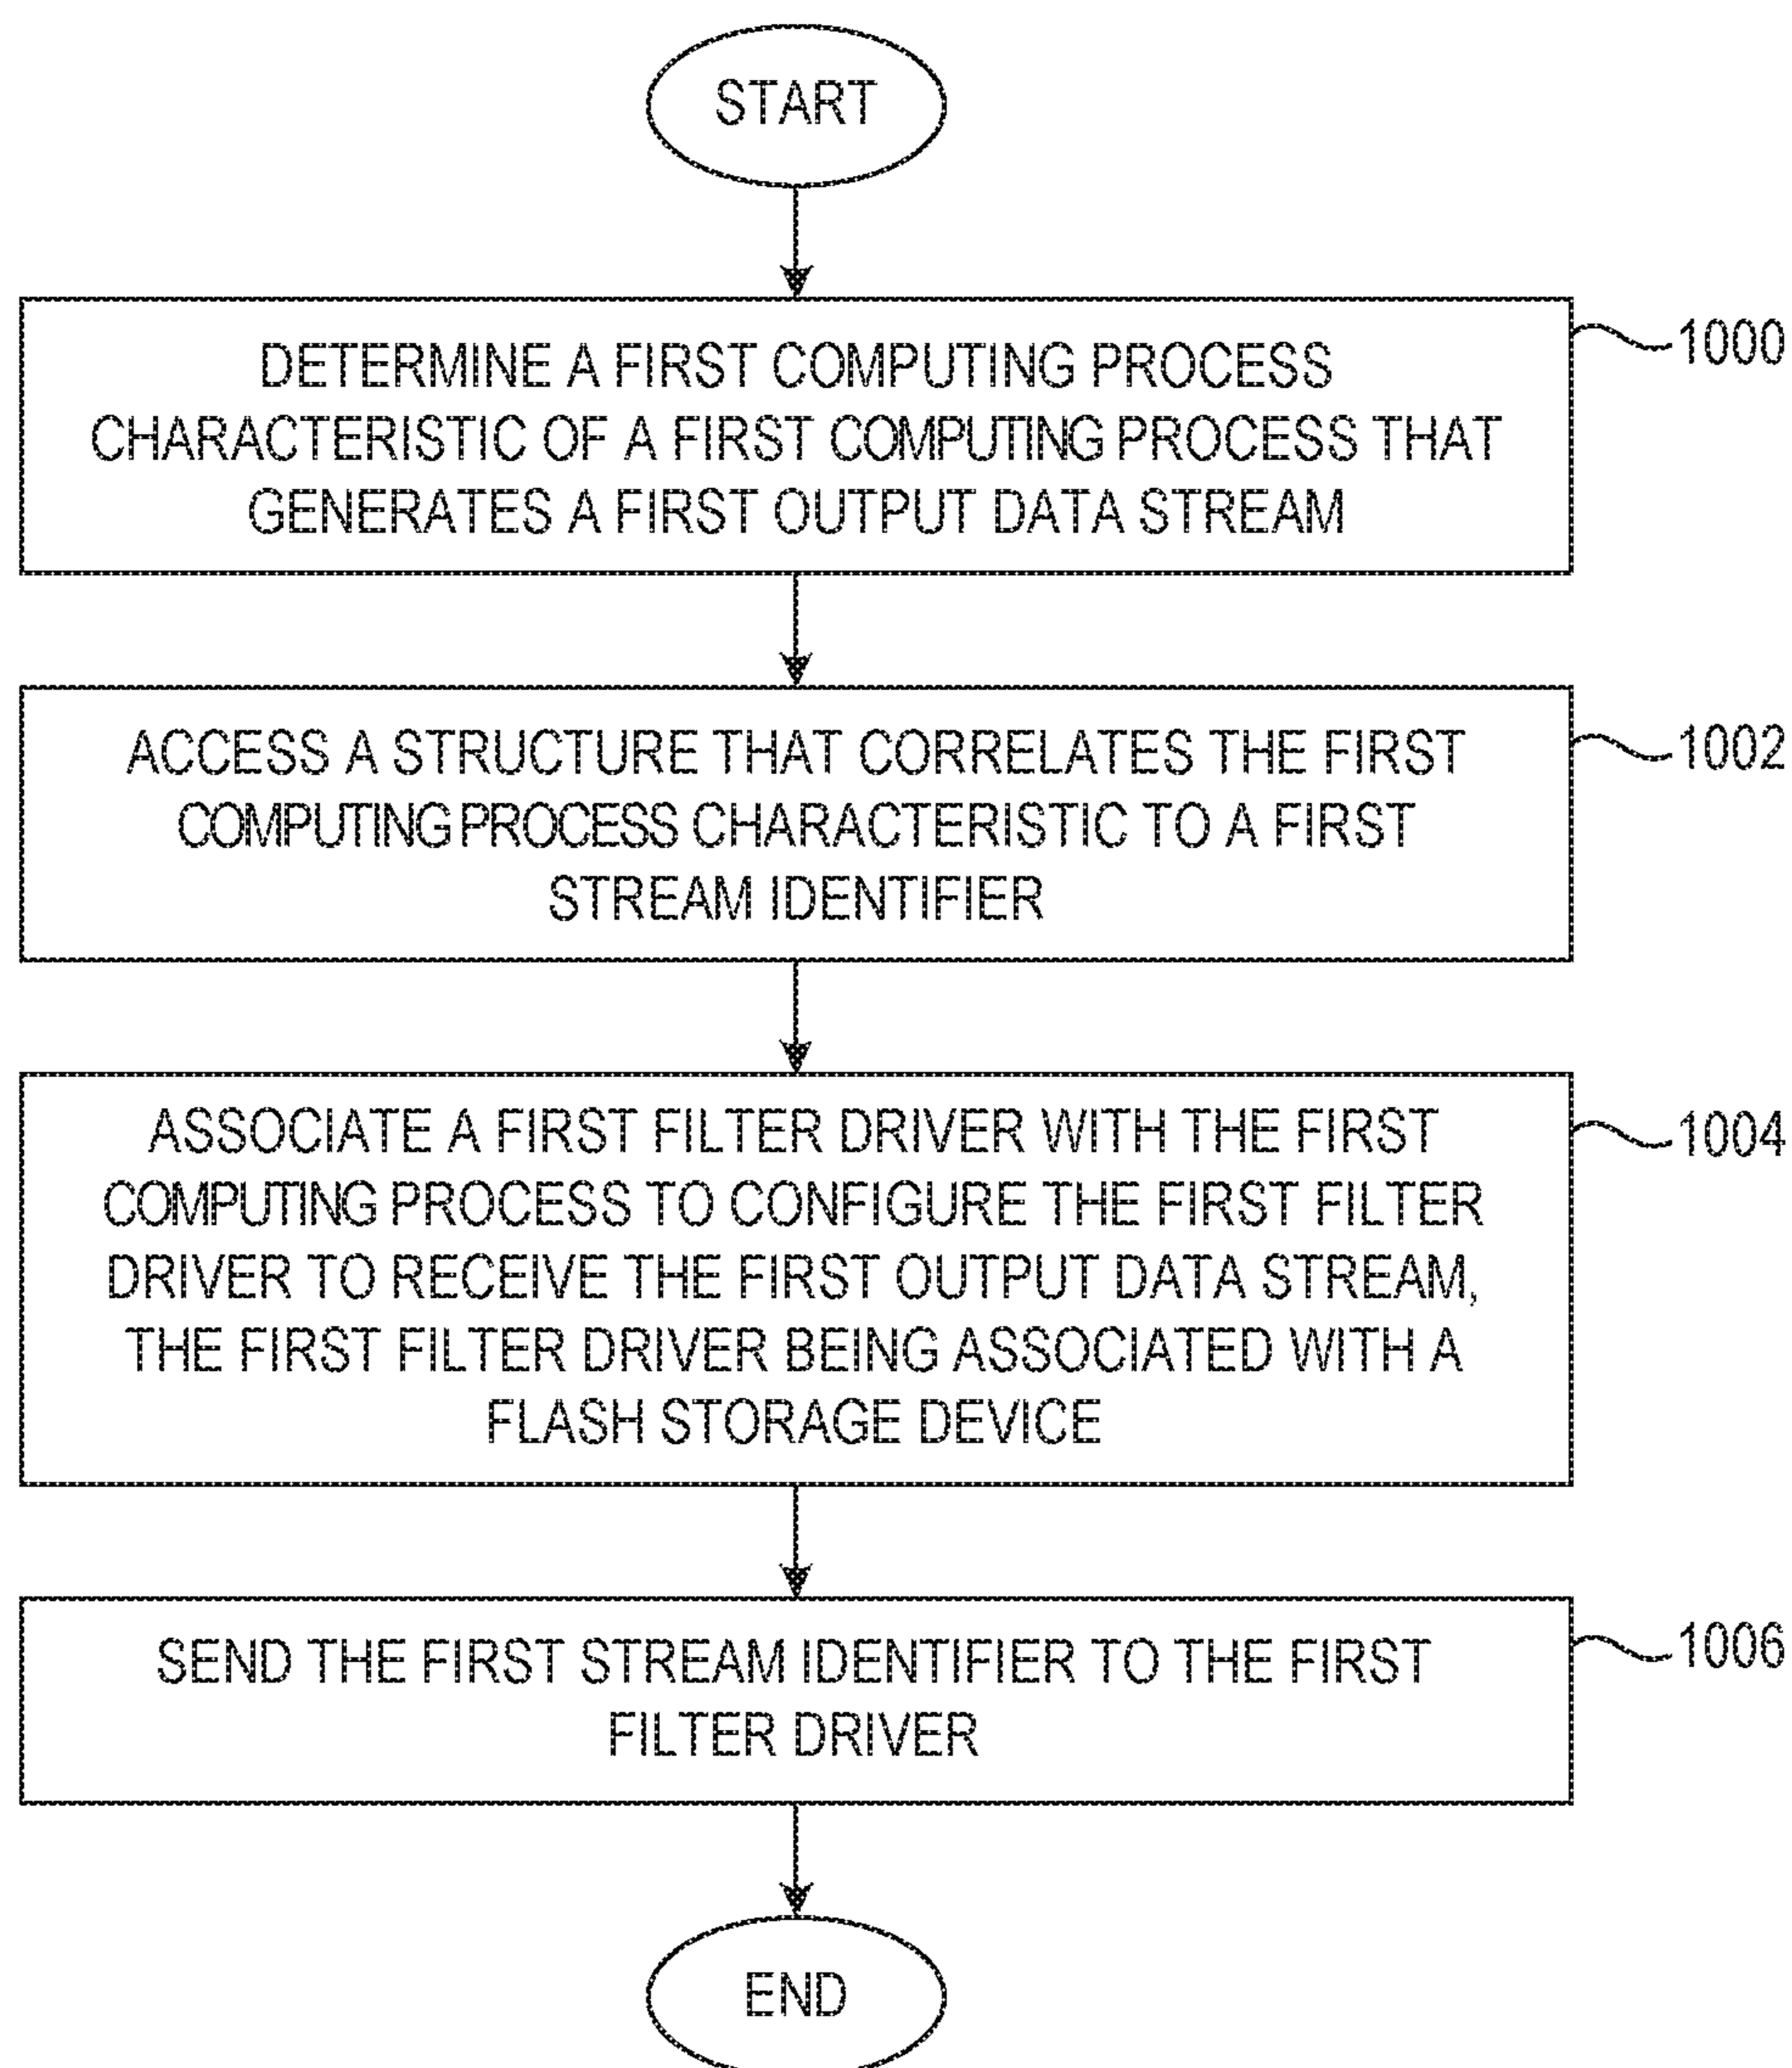 START
DETERMINE A FIRST COMPUTING PROCESS
CHARACTERISTIC OF A FIRST COMPUTING PROCESS THAT
GENERATES A FIRST OUTPUT DATA STREAM
1000
ACCESS A STRUCTURE THAT CORRELATES THE FIRST
COMPUTING PROCESS CHARACTERISTIC TO A FIRST
STREAM IDENTIFIER
1002
ASSOCIATE A FIRST FILTER DRIVER WITH THE FIRST
COMPUTING PROCESS TO CONFIGURE THE FIRST FILTER
DRIVER TO RECEIVE THE FIRST OUTPUT DATA STREAM,
THE FIRST FILTER DRIVER BEING ASSOCIATED WITH A
FLASH STORAGE DEVICE
1004
SEND THE FIRST STREAM IDENTIFIER TO THE FIRST
FILTER DRIVER
1006
END